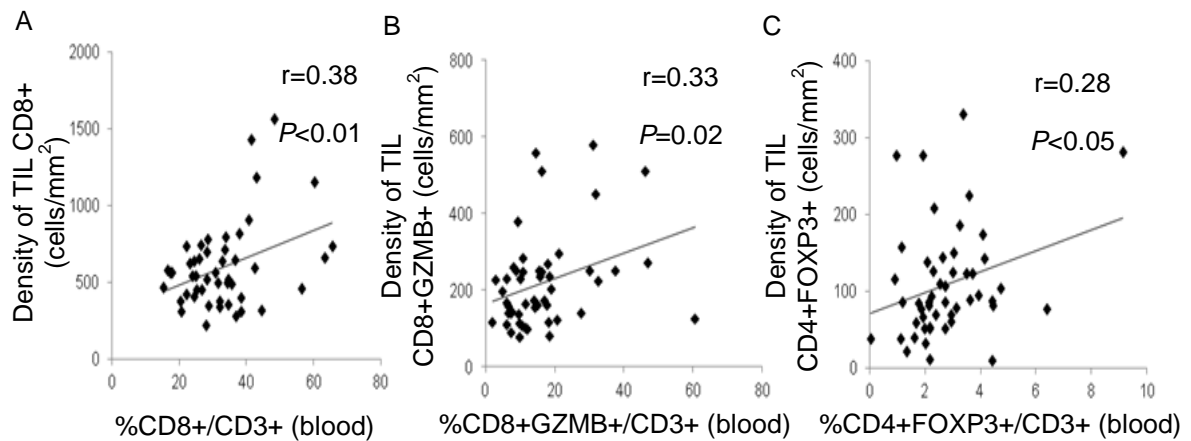 A
Density of TIL CD8+
(cells/mm²)
2000
1500
1000
500
0
r=0.38
P<0.01
0 20 40 60 80
%CD8+/CD3+ (blood)
B
Density of TIL
CD8+GZMB+ (cells/mm²)
800
600
400
200
0
r=0.33
P=0.02
0 20 40 60 80
%CD8+GZMB+/CD3+ (blood)
C
Density of TIL
CD4+FOXP3+ (cells/mm²)
400
300
200
100
0
r=0.28
P<0.05
0 2 4 6 8 10
%CD4+FOXP3+/CD3+ (blood)